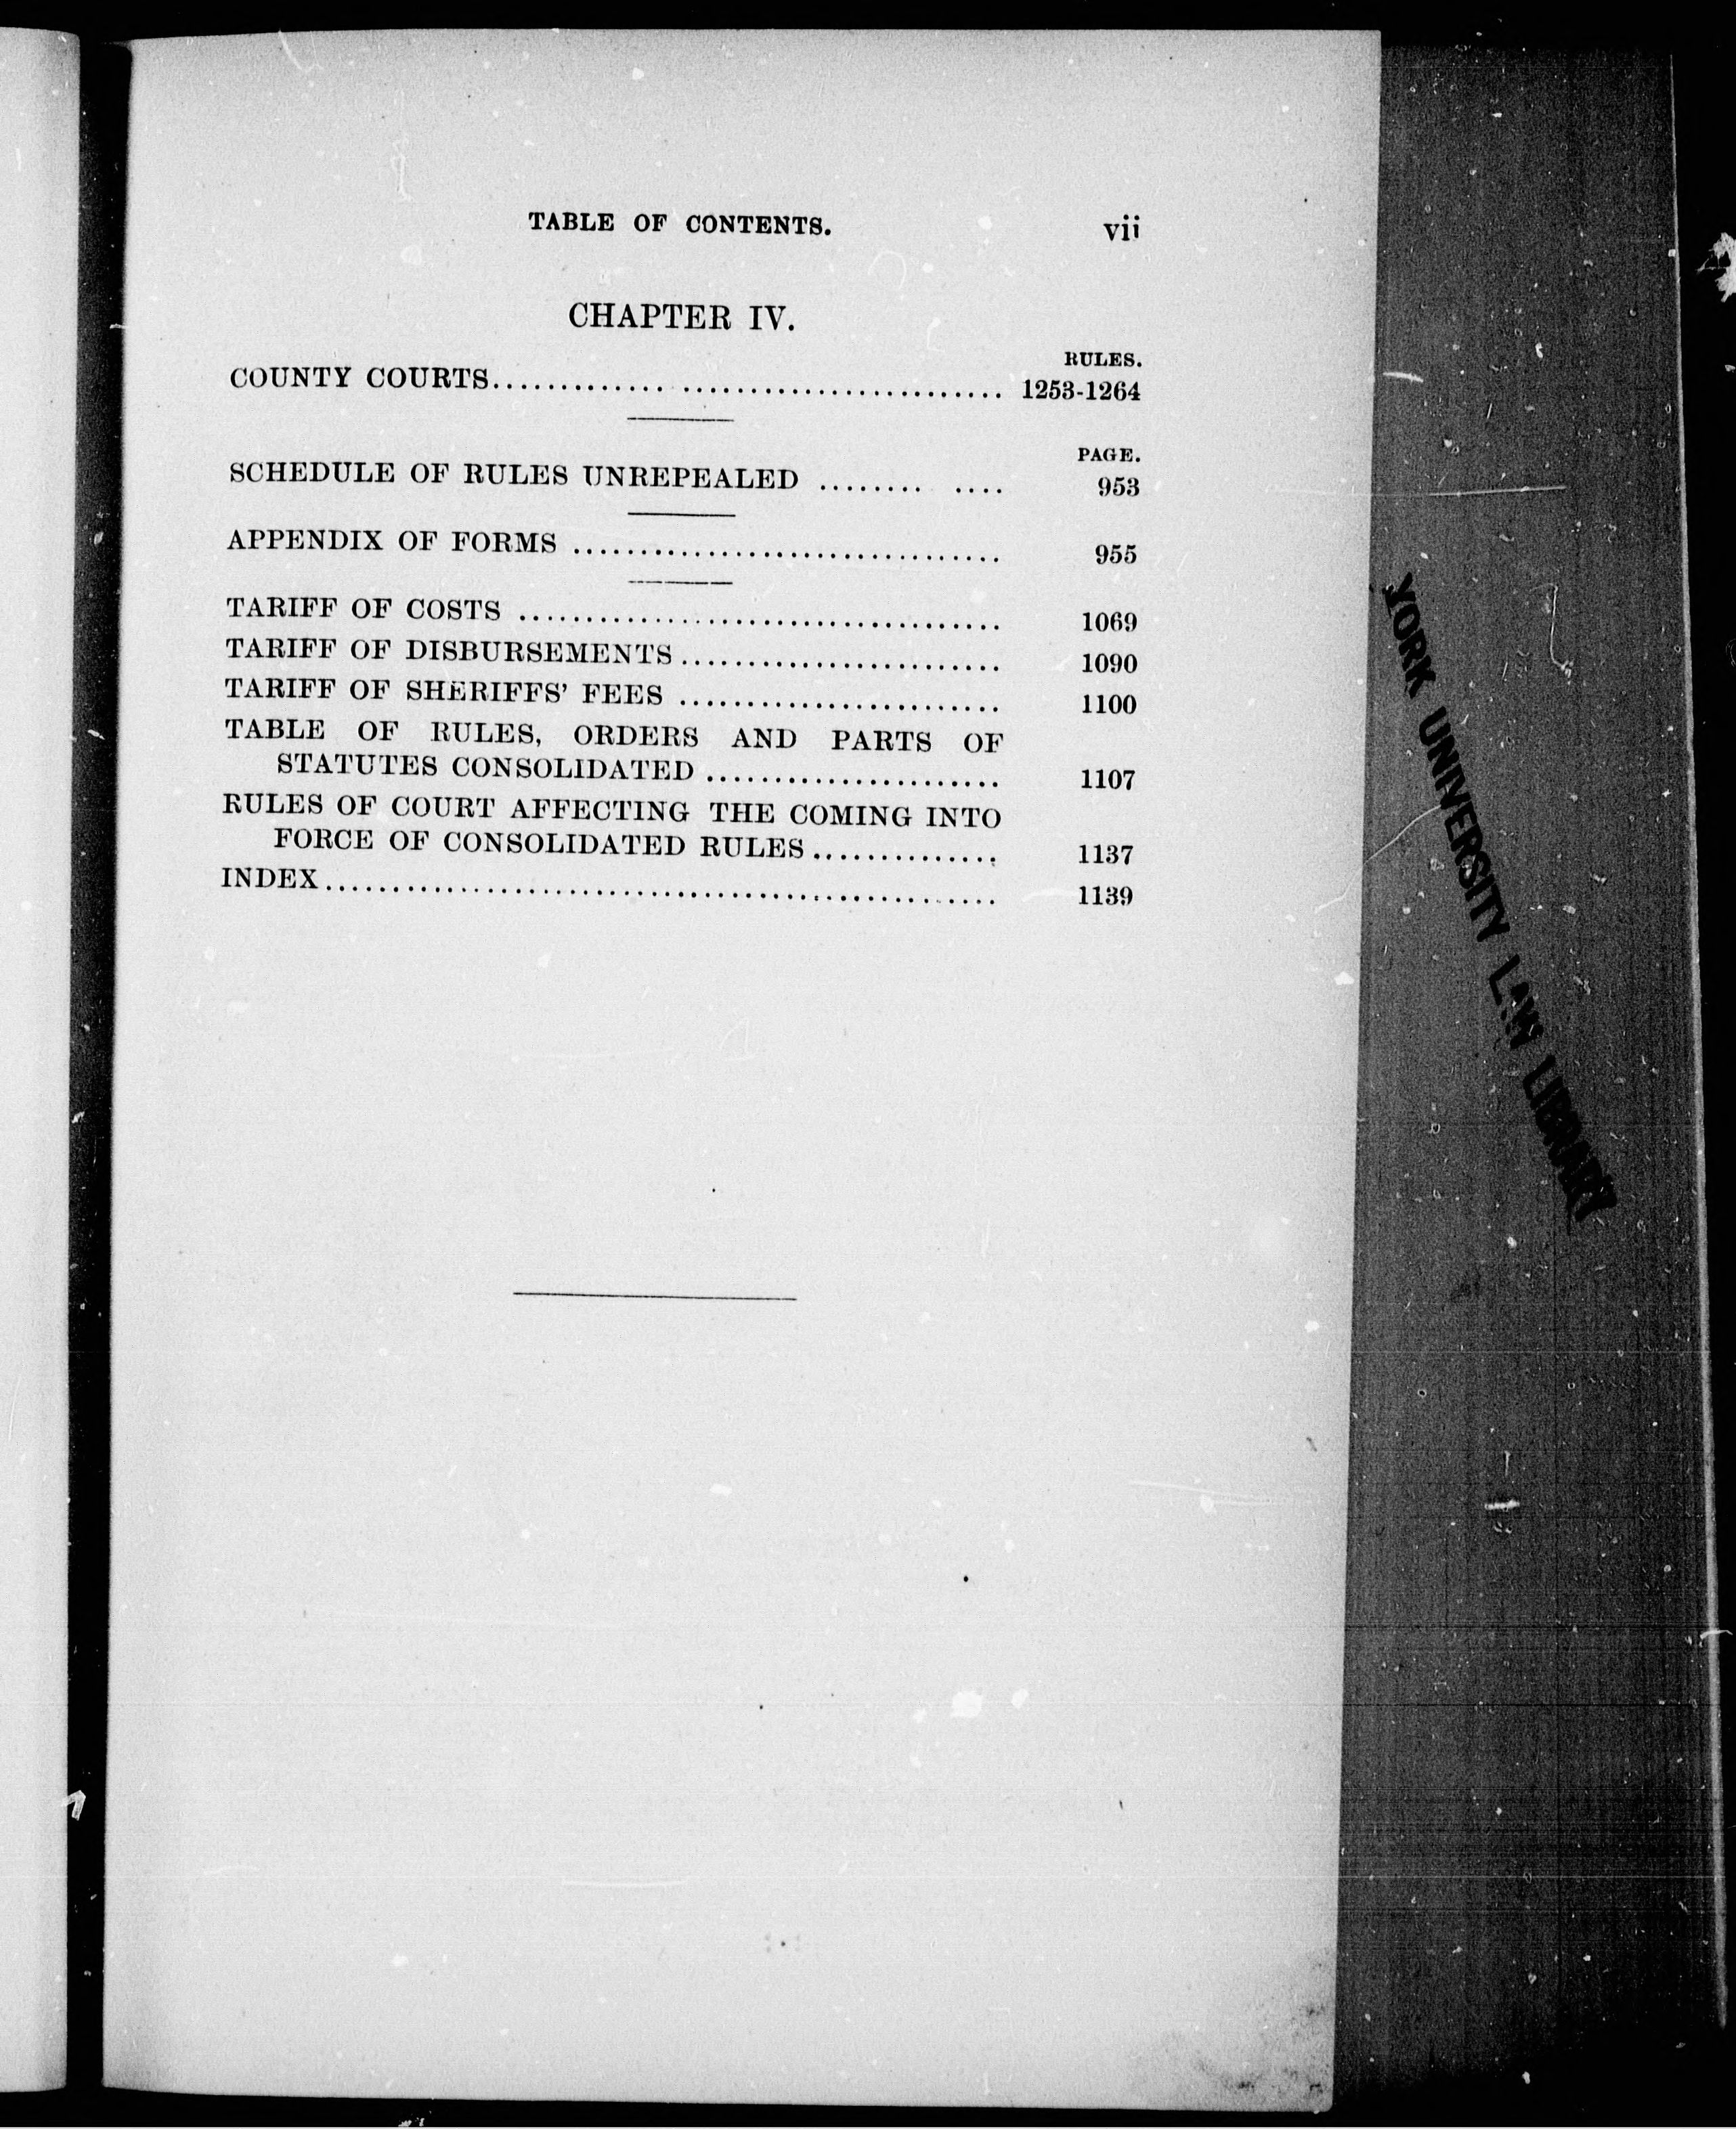 TABLE OF CONTENTS. vii
CHAPTER IV.
RULES.
COUNTY COURTS............. ........................ 1253-1264
PAGE.
SCHEDULE OF RULES UNREPEALED ........ .... 953
APPENDIX OF FORMS ................................ 955
TARIFF OF COSTS .................................... 1069
TARIFF OF DISBURSEMENTS........................ 1090
TARIFF OF SHERIFFS' FEES ........................ 1100
TABLE OF RULES, ORDERS AND PARTS OF
STATUTES CONSOLIDATED ...................... 1107
RULES OF COURT AFFECTING THE COMING INTO
FORCE OF CONSOLIDATED RULES.............. 1137
INDEX.................................................. 1139
YORK UNIVERSITY LAW LIBRARY